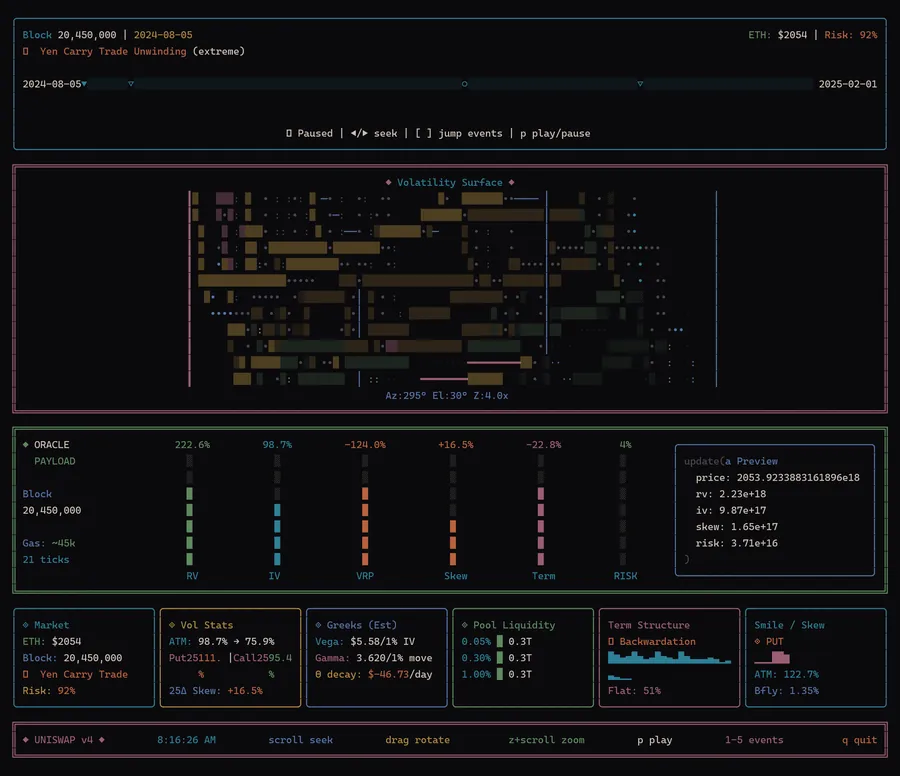 Block 20,450,000 | 2024-08-05
ETH: $2054 | Risk: 92%
Yen Carry Trade Unwinding (extreme)
2024-08-05
2025-02-01
Paused | ◄/► seek | [ ] jump events | p play/pause
◆ Volatility Surface ◆
Az:295° El:30° Z:4.0x
◆ ORACLE
PAYLOAD
Block
20,450,000
Gas: ~45k
21 ticks
222.6% 98.7% -124.0% +16.5% -22.8% 4%
RV IV VRP Skew Term RISK
update(a Preview
price: 2053.9233883161896e18
rv: 2.23e+18
iv: 9.87e+17
skew: 1.65e+17
risk: 3.71e+16
)
◈ Market
ETH: $2054
Block: 20,450,000
Yen Carry Trade
Risk: 92%
◈ Vol Stats
ATM: 98.7% → 75.9%
Put25111. |Call2595.4
% %
25Δ Skew: +16.5%
◈ Greeks (Est)
Vega: $5.58/1% IV
Gamma: 3.620/1% move
Θ decay: $-46.73/day
◈ Pool Liquidity
0.05% 0.3T
0.30% 0.3T
1.00% 0.3T
Term Structure
Backwardation
Flat: 51%
Smile / Skew
◈ PUT
ATM: 122.7%
Bfly: 1.35%
◆ UNISWAP v4 ◆ 8:16:26 AM scroll seek drag rotate z+scroll zoom p play 1-5 events q quit